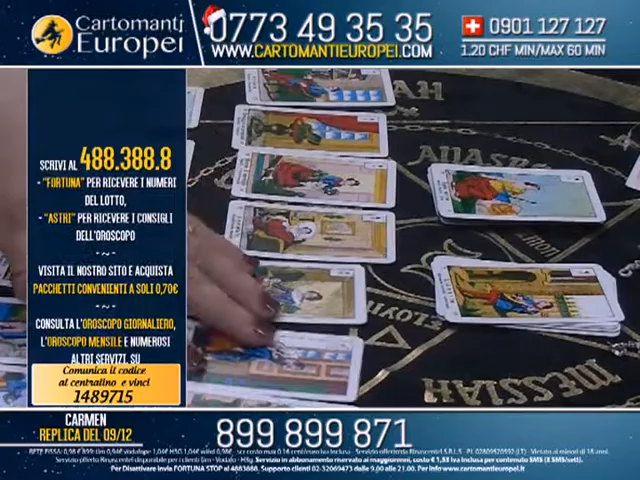 Cartomanti
Europei
0773 49 35 35
WWW.CARTOMANTIEUROPEI.COM
0901 127 127
1.20 CHF MIN/MAX 60 MIN
SCRIVI AL 488.388.8
- "FORTUNA" PER RICEVERE I NUMERI
DEL LOTTO,
- "ASTRI" PER RICEVERE I CONSIGLI
DELL'OROSCOPO
- ~ -
VISITA IL NOSTRO SITO E ACQUISTA
PACCHETTI CONVENIENTI A SOLI 0,70€
- ~ -
CONSULTA L'OROSCOPO GIORNALIERO,
L'OROSCOPO MENSILE E NUMEROSI
ALTRI SERVIZI, SU
Comunica il codice
al centralino e vinci
1489715
MESSIAH
CARMEN
REPLICA DEL 09/12
899 899 871
Per Disattivare Invia FORTUNA STOP al 4883888, Supporto clienti 02-32069473 dalle 9,00 alle 21.00. Per info www.cartomantieuropei.it